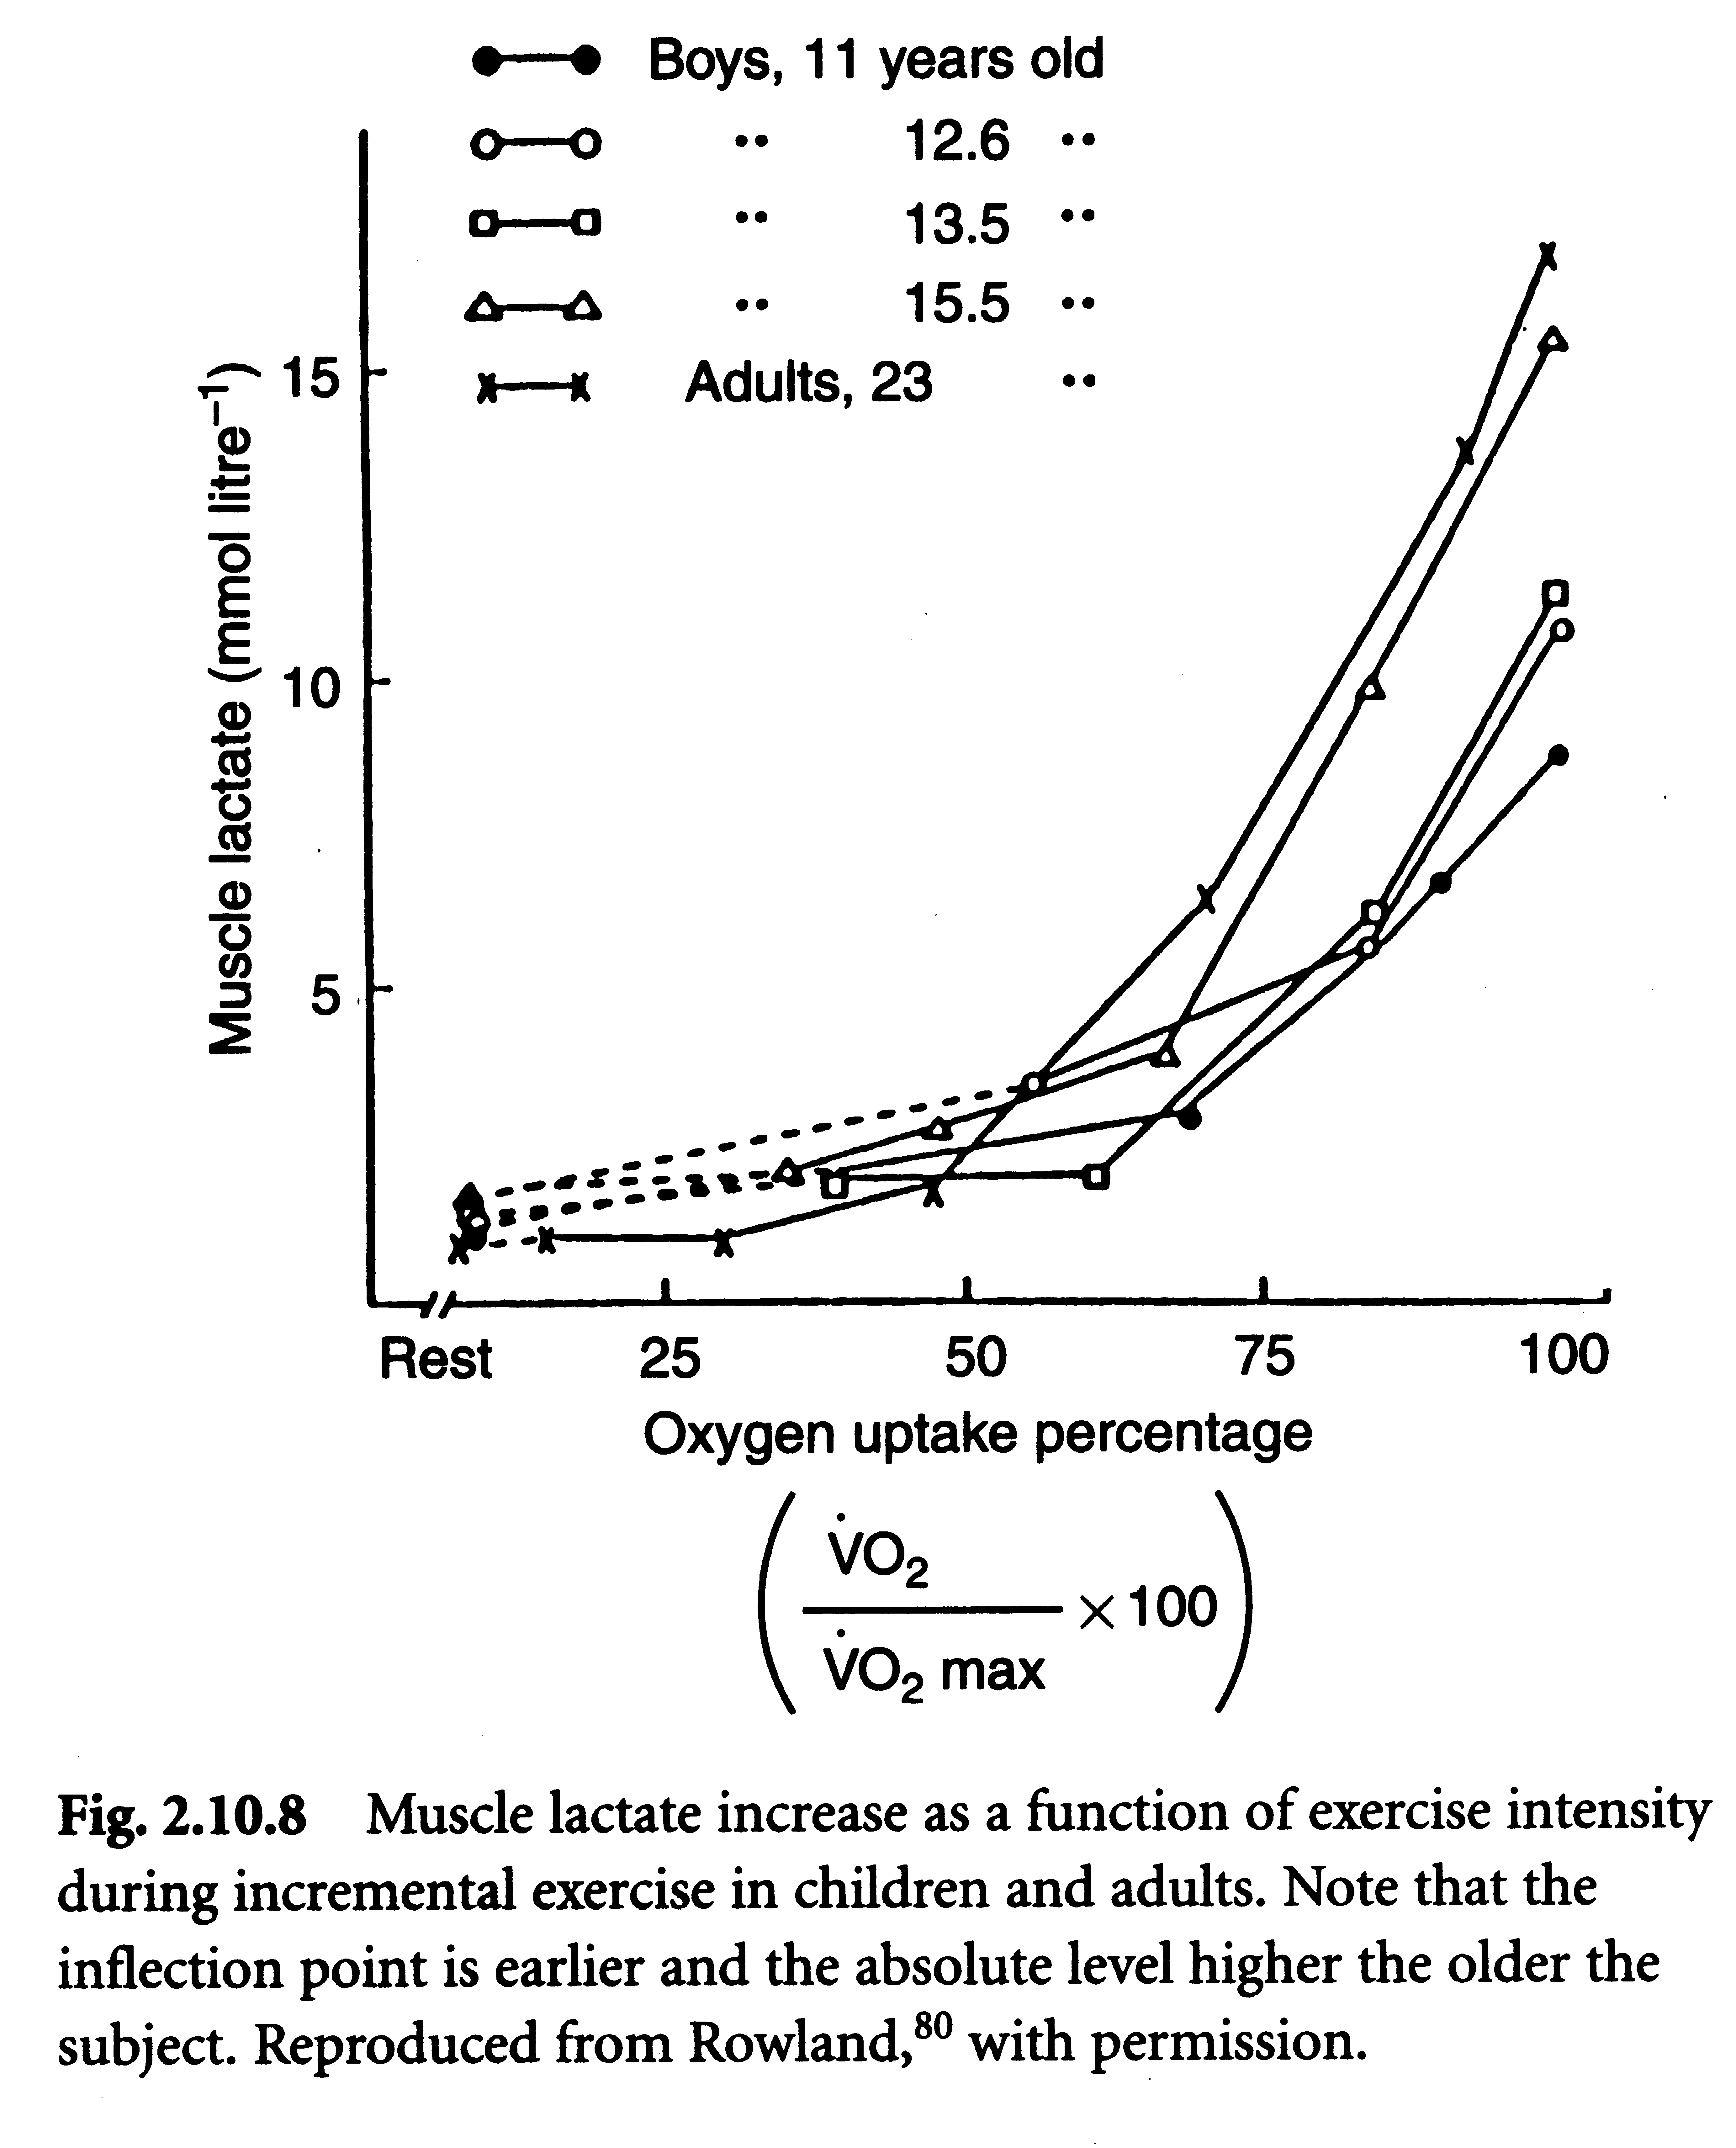 Boys, 11 years old
" 12.6 "
" 13.5 "
" 15.5 "
Adults, 23 "
Muscle lactate (mmol litre⁻¹)
15
10
5
Rest 25 50 75 100
Oxygen uptake percentage
( V̇O₂
───── × 100 )
V̇O₂ max
Fig. 2.10.8 Muscle lactate increase as a function of exercise intensity
during incremental exercise in children and adults. Note that the
inflection point is earlier and the absolute level higher the older the
subject. Reproduced from Rowland,⁸⁰ with permission.